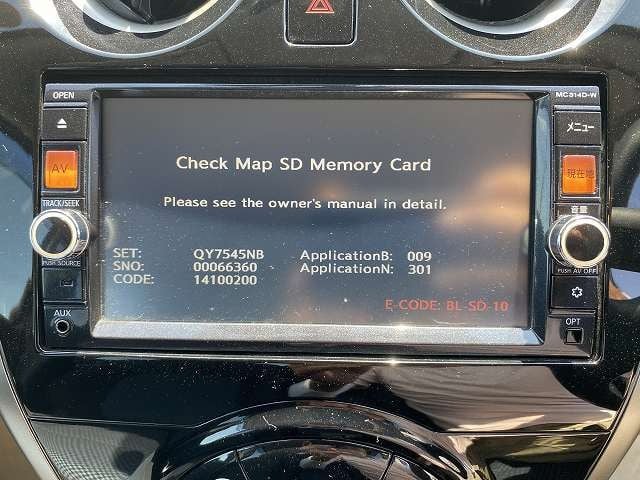 OPEN
MC314D-W
メニュー
AV
現在地
TRACK/SEEK
音量
PUSH SOURCE
PUSH AV OFF
AUX
OPT
Check Map SD Memory Card
Please see the owner's manual in detail.
SET: QY7545NB ApplicationB: 009
SNO: 00066360 ApplicationN: 301
CODE: 14100200
E-CODE: BL-SD-10